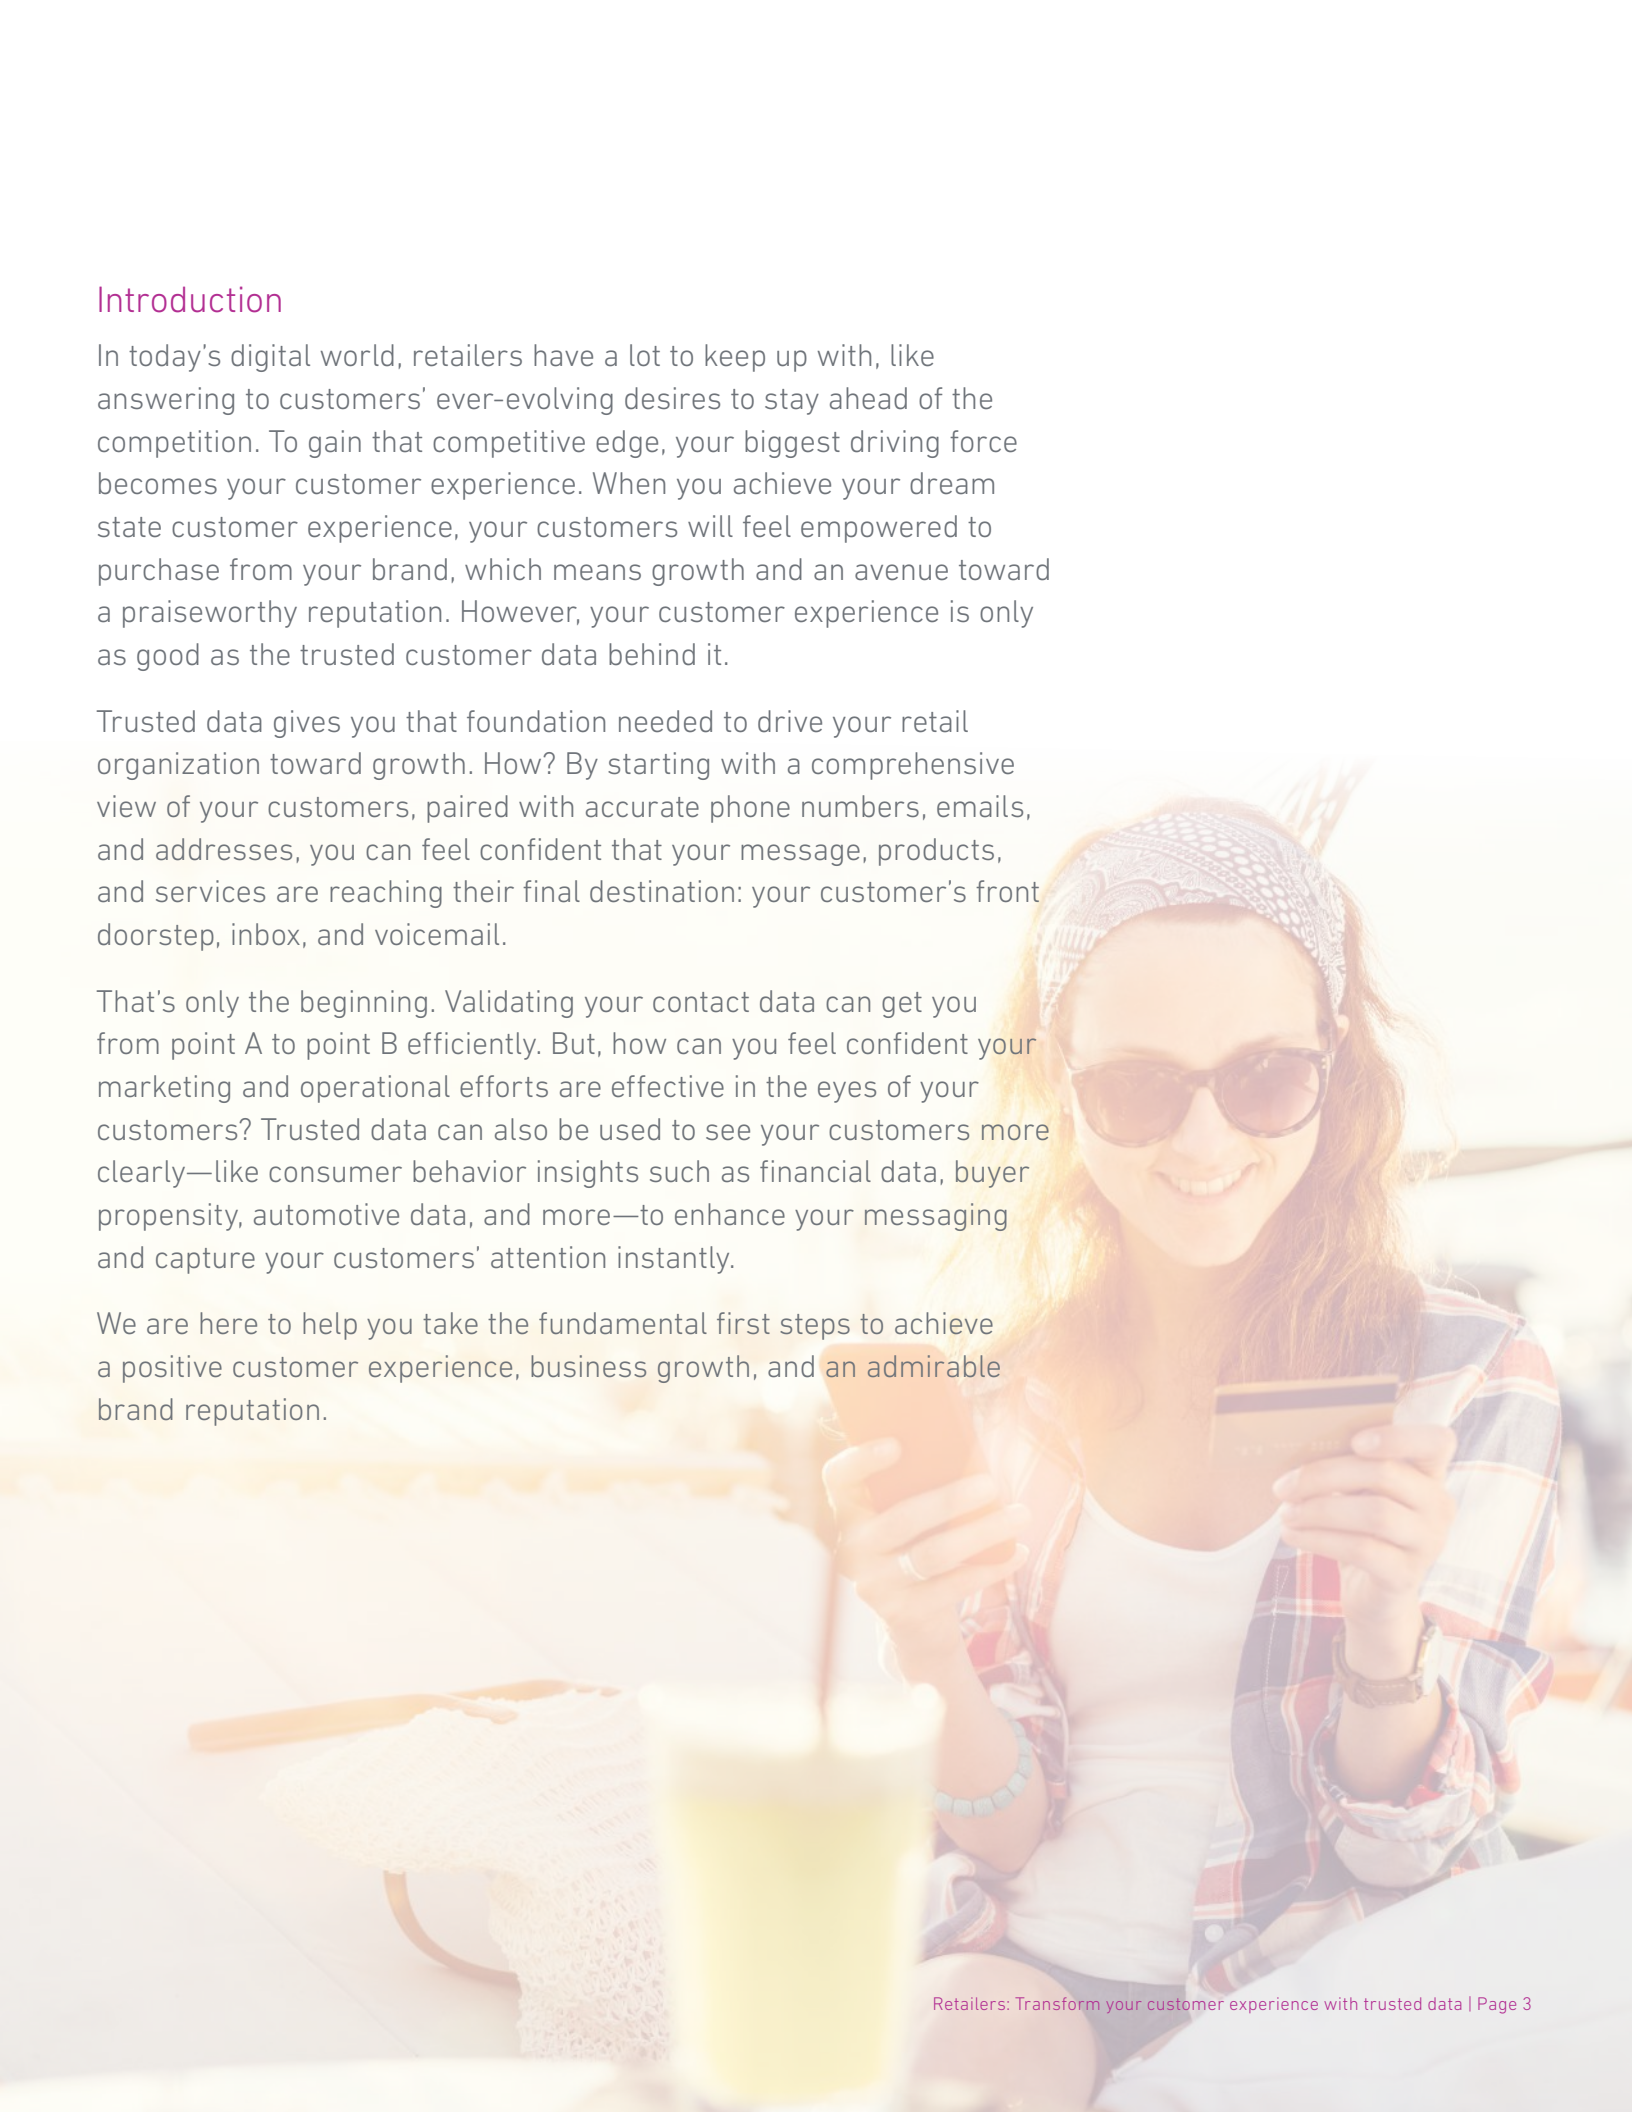 Introduction
In today’s digital world, retailers have a lot to keep up with, like
answering to customers’ ever-evolving desires to stay ahead of the
competition. To gain that competitive edge, your biggest driving force
becomes your customer experience. When you achieve your dream
state customer experience, your customers will feel empowered to
purchase from your brand, which means growth and an avenue toward
a praiseworthy reputation. However, your customer experience is only
as good as the trusted customer data behind it.
Trusted data gives you that foundation needed to drive your retail
organization toward growth. How? By starting with a comprehensive
view of your customers, paired with accurate phone numbers, emails,
and addresses, you can feel confident that your message, products,
and services are reaching their final destination: your customer’s front
doorstep, inbox, and voicemail.
That’s only the beginning. Validating your contact data can get you
from point A to point B efficiently. But, how can you feel confident your
marketing and operational efforts are effective in the eyes of your
customers? Trusted data can also be used to see your customers more
clearly—like consumer behavior insights such as financial data, buyer
propensity, automotive data, and more—to enhance your messaging
and capture your customers’ attention instantly.
We are here to help you take the fundamental first steps to achieve
a positive customer experience, business growth, and an admirable
brand reputation.
Retailers: Transform your customer experience with trusted data | Page 3